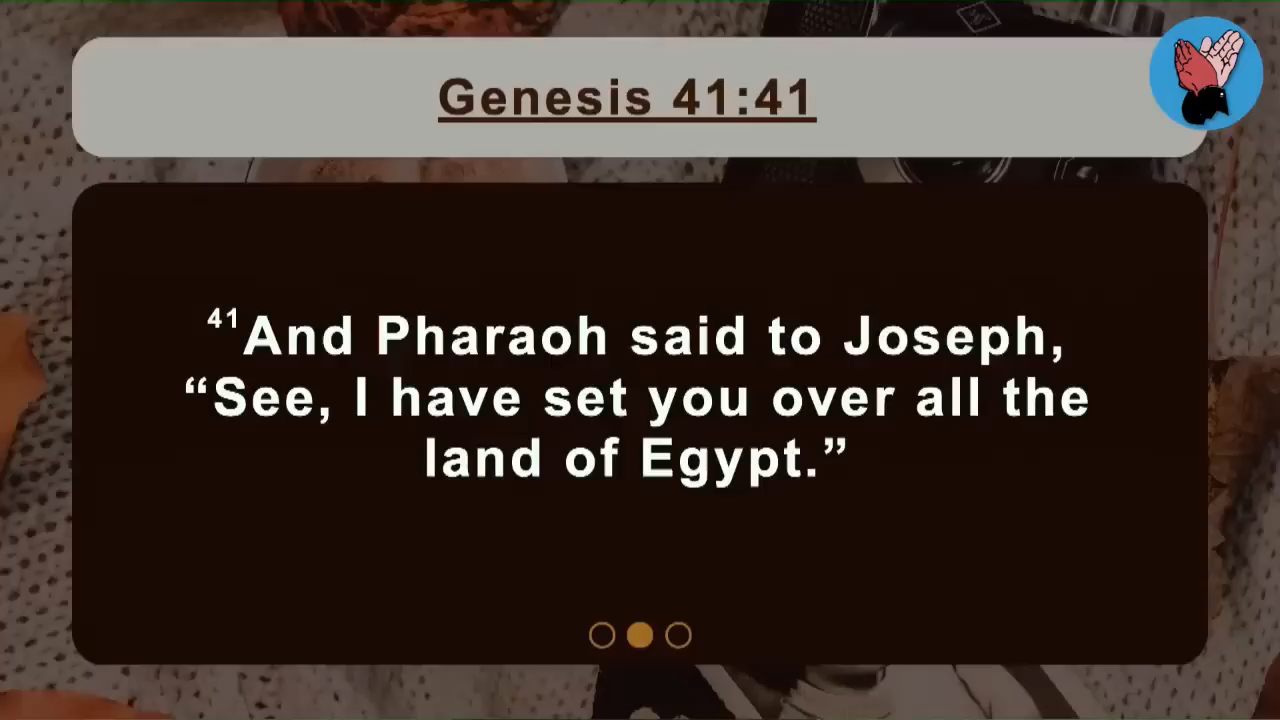 Genesis 41:41
41And Pharaoh said to Joseph,
“See, I have set you over all the
land of Egypt.”